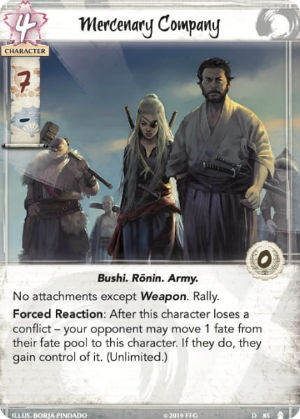 Mercenary Company
4
CHARACTER
7
-
0
Bushi. Rōnin. Army.
No attachments except Weapon. Rally.
Forced Reaction: After this character loses a
conflict – your opponent may move 1 fate from
their fate pool to this character. If they do, they
gain control of it. (Unlimited.)
ILLUS. BORJA PINDADO
©2019 FFG
D 85